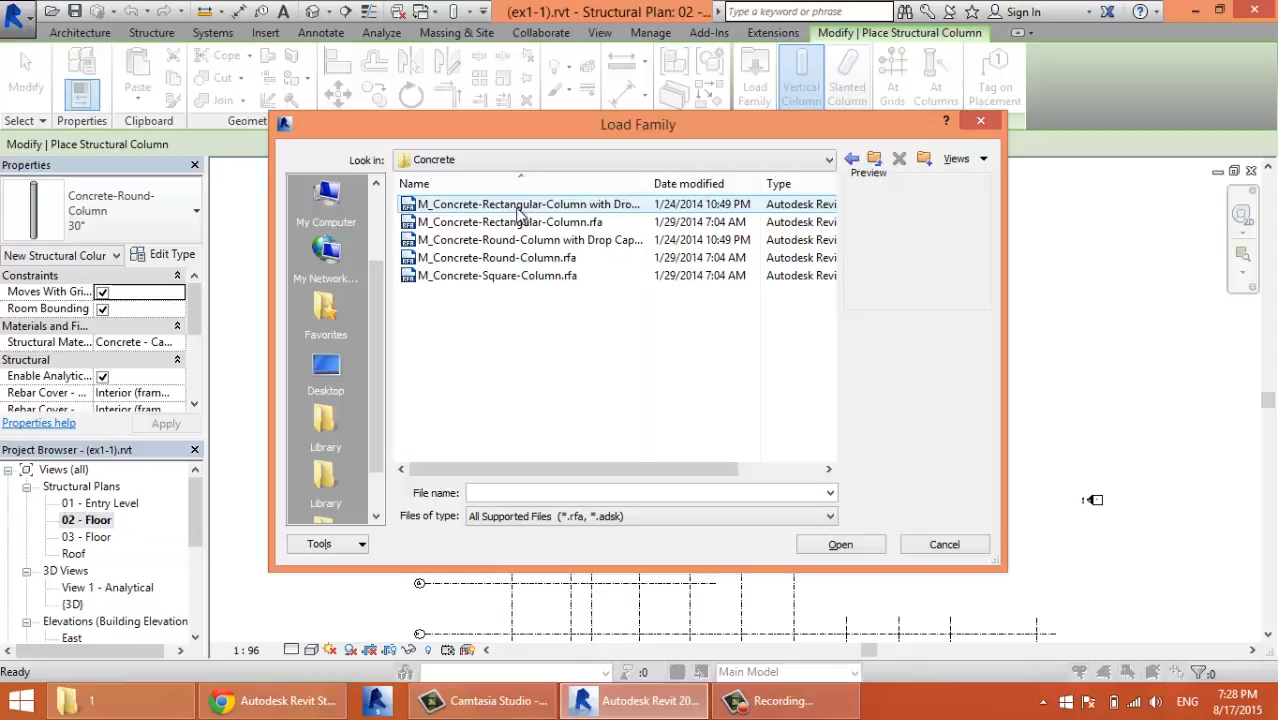 (ex1-1).rvt - Structural Plan: 02 -...
Type a keyword or phrase
Sign In
Architecture Structure Systems Insert Annotate Analyze Massing & Site Collaborate View Manage Add-Ins Extensions Modify | Place Structural Column
Cope
Cut
Join
Modify
Paste
Load Family
Vertical Column
Slanted Column
At Grids
At Columns
Tag on Placement
Select
Properties
Clipboard
Geomet
Modify | Place Structural Column
Load Family
?
Look in:
Concrete
Views
Preview
Name Date modified Type
M_Concrete-Rectangular-Column with Dro... 1/24/2014 10:49 PM Autodesk Revi
M_Concrete-Rectangular-Column.rfa 1/29/2014 7:04 AM Autodesk Revi
M_Concrete-Round-Column with Drop Cap... 1/24/2014 10:49 PM Autodesk Revi
M_Concrete-Round-Column.rfa 1/29/2014 7:04 AM Autodesk Revi
M_Concrete-Square-Column.rfa 1/29/2014 7:04 AM Autodesk Revi
My Computer
My Network...
Favorites
Desktop
Library
Library
File name:
Files of type: All Supported Files (*.rfa, *.adsk)
Tools
Open
Cancel
Properties
Concrete-Round-
Column
30"
New Structural Colur
Edit Type
Constraints
Moves With Gri...
Room Bounding
Materials and Fi...
Structural Mate... Concrete - Ca...
Structural
Enable Analytic...
Rebar Cover - ... Interior (fram...
Rebar Cover - ... Interior (fram...
Properties help
Apply
Project Browser - (ex1-1).rvt
Views (all)
Structural Plans
01 - Entry Level
02 - Floor
03 - Floor
Roof
3D Views
View 1 - Analytical
(3D)
Elevations (Building Elevation
East
1 : 96
Ready
:0
Main Model
:0
1
Autodesk Revit St...
Camtasia Studio -...
Autodesk Revit 20...
Recording...
ENG
7:28 PM
8/17/2015